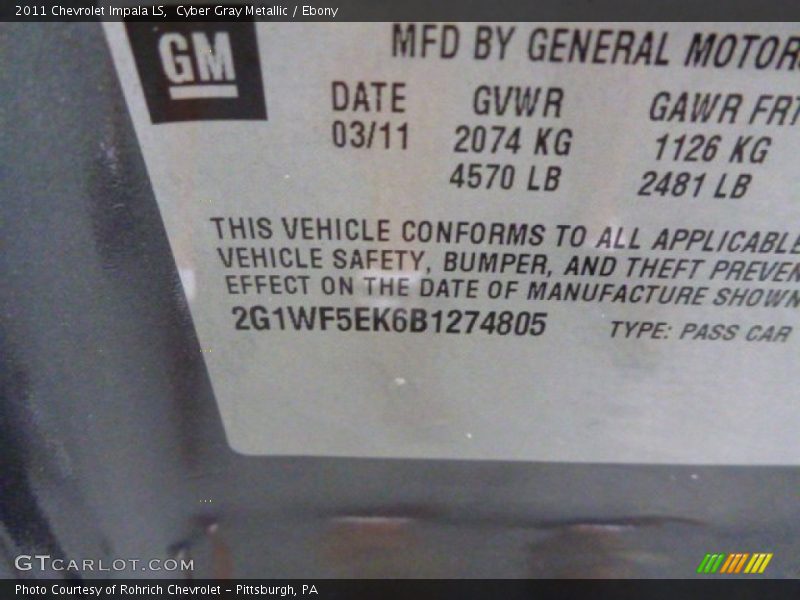 2011 Chevrolet Impala LS, Cyber Gray Metallic / Ebony
GM
MFD BY GENERAL MOTOR
DATE GVWR GAWR FRT
03/11 2074 KG 1126 KG
4570 LB 2481 LB
THIS VEHICLE CONFORMS TO ALL APPLICABLE
VEHICLE SAFETY, BUMPER, AND THEFT PREVEN
EFFECT ON THE DATE OF MANUFACTURE SHOWN
2G1WF5EK6B1274805 TYPE: PASS CAR
GTCARLOT.COM
Photo Courtesy of Rohrich Chevrolet – Pittsburgh, PA